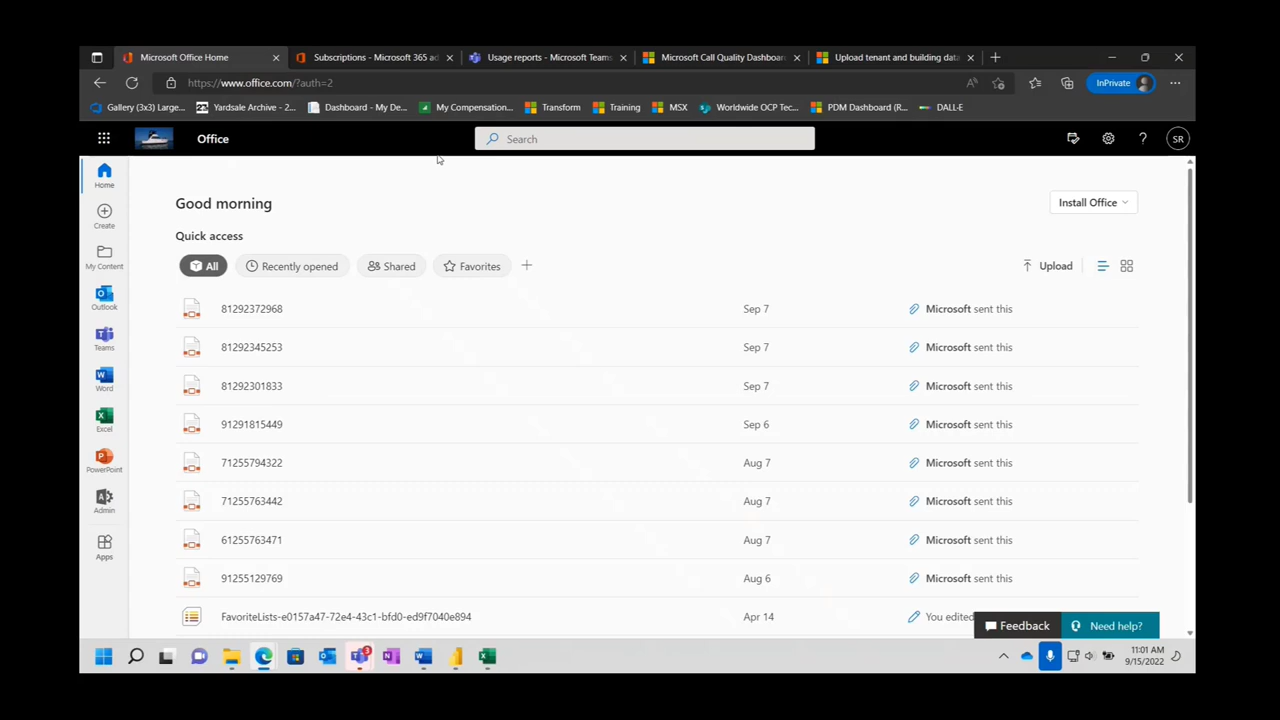 Microsoft Office Home
Subscriptions - Microsoft 365 ad
Usage reports - Microsoft Teams
Microsoft Call Quality Dashboar
Upload tenant and building data
https://www.office.com/?auth=2
InPrivate
Gallery (3x3) Large...
Yardsale Archive - 2...
Dashboard - My De...
My Compensation...
Transform
Training
MSX
Worldwide OCP Tec...
PDM Dashboard (R...
DALL·E
Office
Search
SR
Home
Create
My Content
Outlook
Teams
Word
Excel
PowerPoint
Admin
Apps
Good morning
Install Office
Quick access
All
Recently opened
Shared
Favorites
Upload
81292372968 Sep 7 Microsoft sent this
81292345253 Sep 7 Microsoft sent this
81292301833 Sep 7 Microsoft sent this
91291815449 Sep 6 Microsoft sent this
71255794322 Aug 7 Microsoft sent this
71255763442 Aug 7 Microsoft sent this
61255763471 Aug 7 Microsoft sent this
91255129769 Aug 6 Microsoft sent this
FavoriteLists-e0157a47-72e4-43c1-bfd0-ed9f7040e894 Apr 14 You edited
Feedback
Need help?
3
11:01 AM
9/15/2022